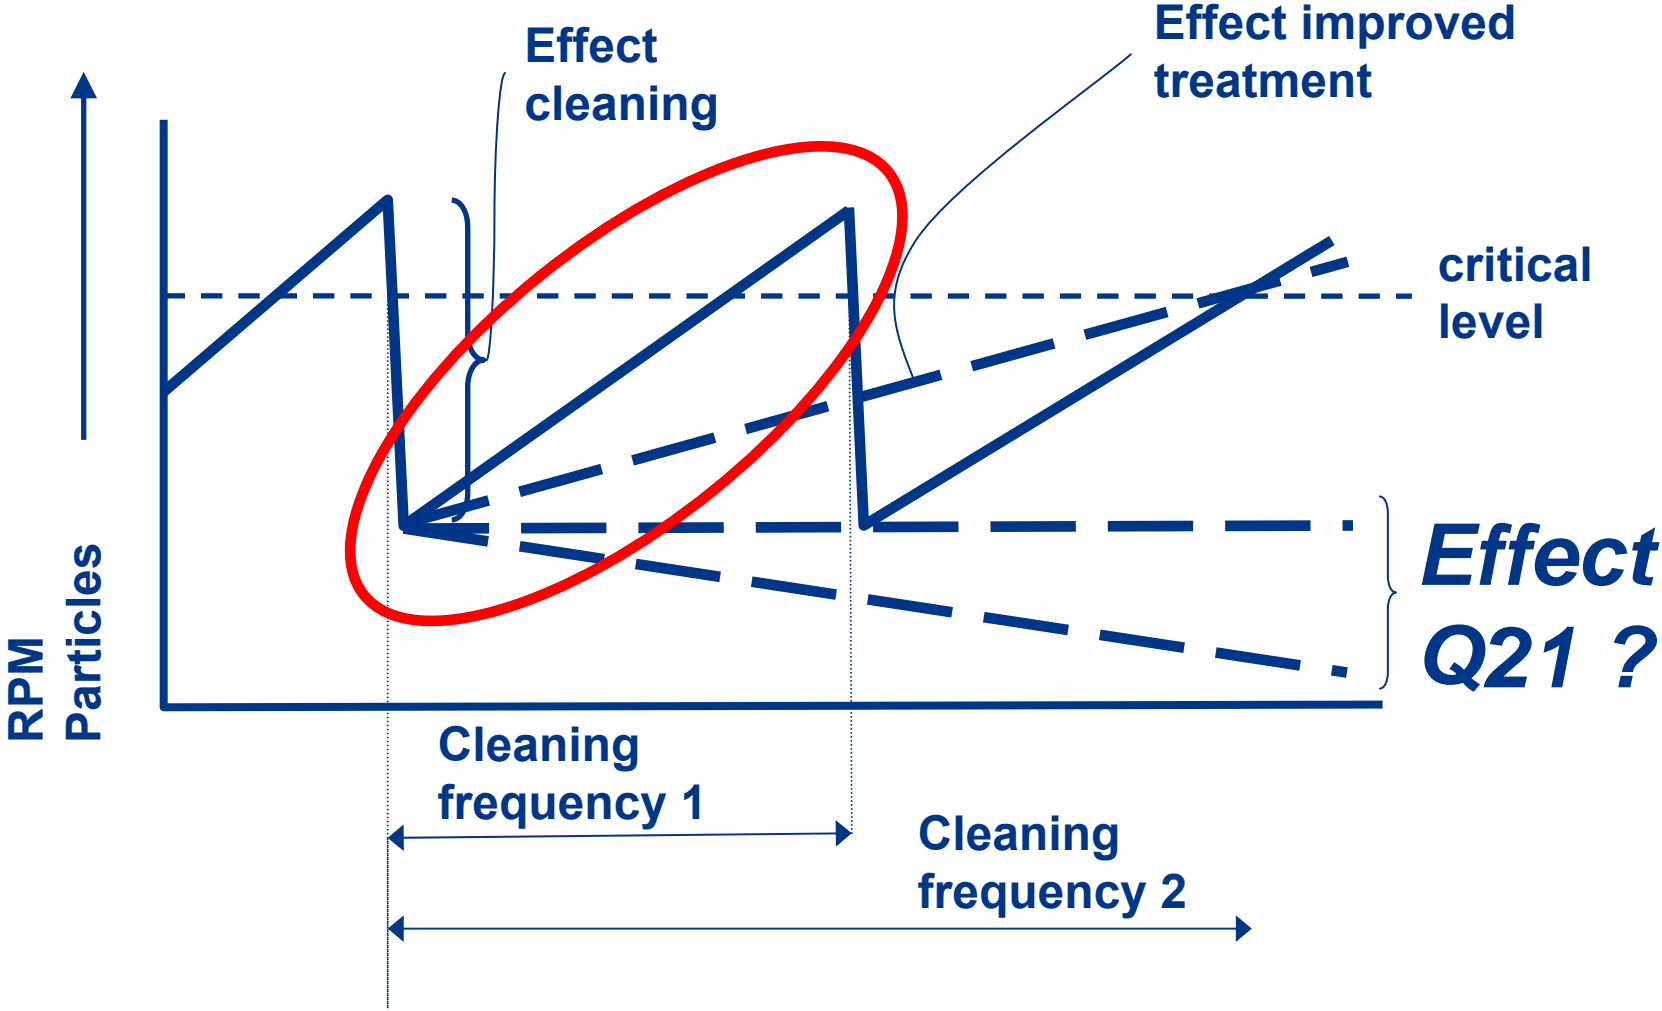 Effect
cleaning
Effect improved
treatment
critical
level
RPM
Particles
Effect
Q21 ?
Cleaning
frequency 1
Cleaning
frequency 2